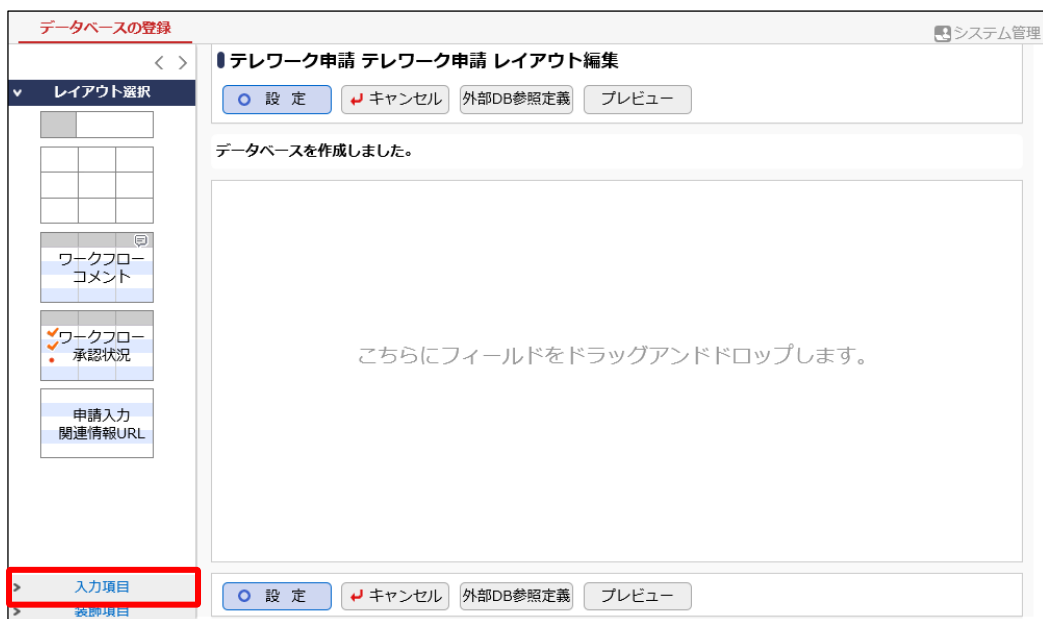 データベースの登録
システム管理
< >
レイアウト選択
ワークフロー
コメント
ワークフロー
承認状況
申請入力
関連情報URL
入力項目
装飾項目
テレワーク申請 テレワーク申請 レイアウト編集
設 定
キャンセル
外部DB参照定義
プレビュー
データベースを作成しました。
こちらにフィールドをドラッグアンドドロップします。
設 定
キャンセル
外部DB参照定義
プレビュー